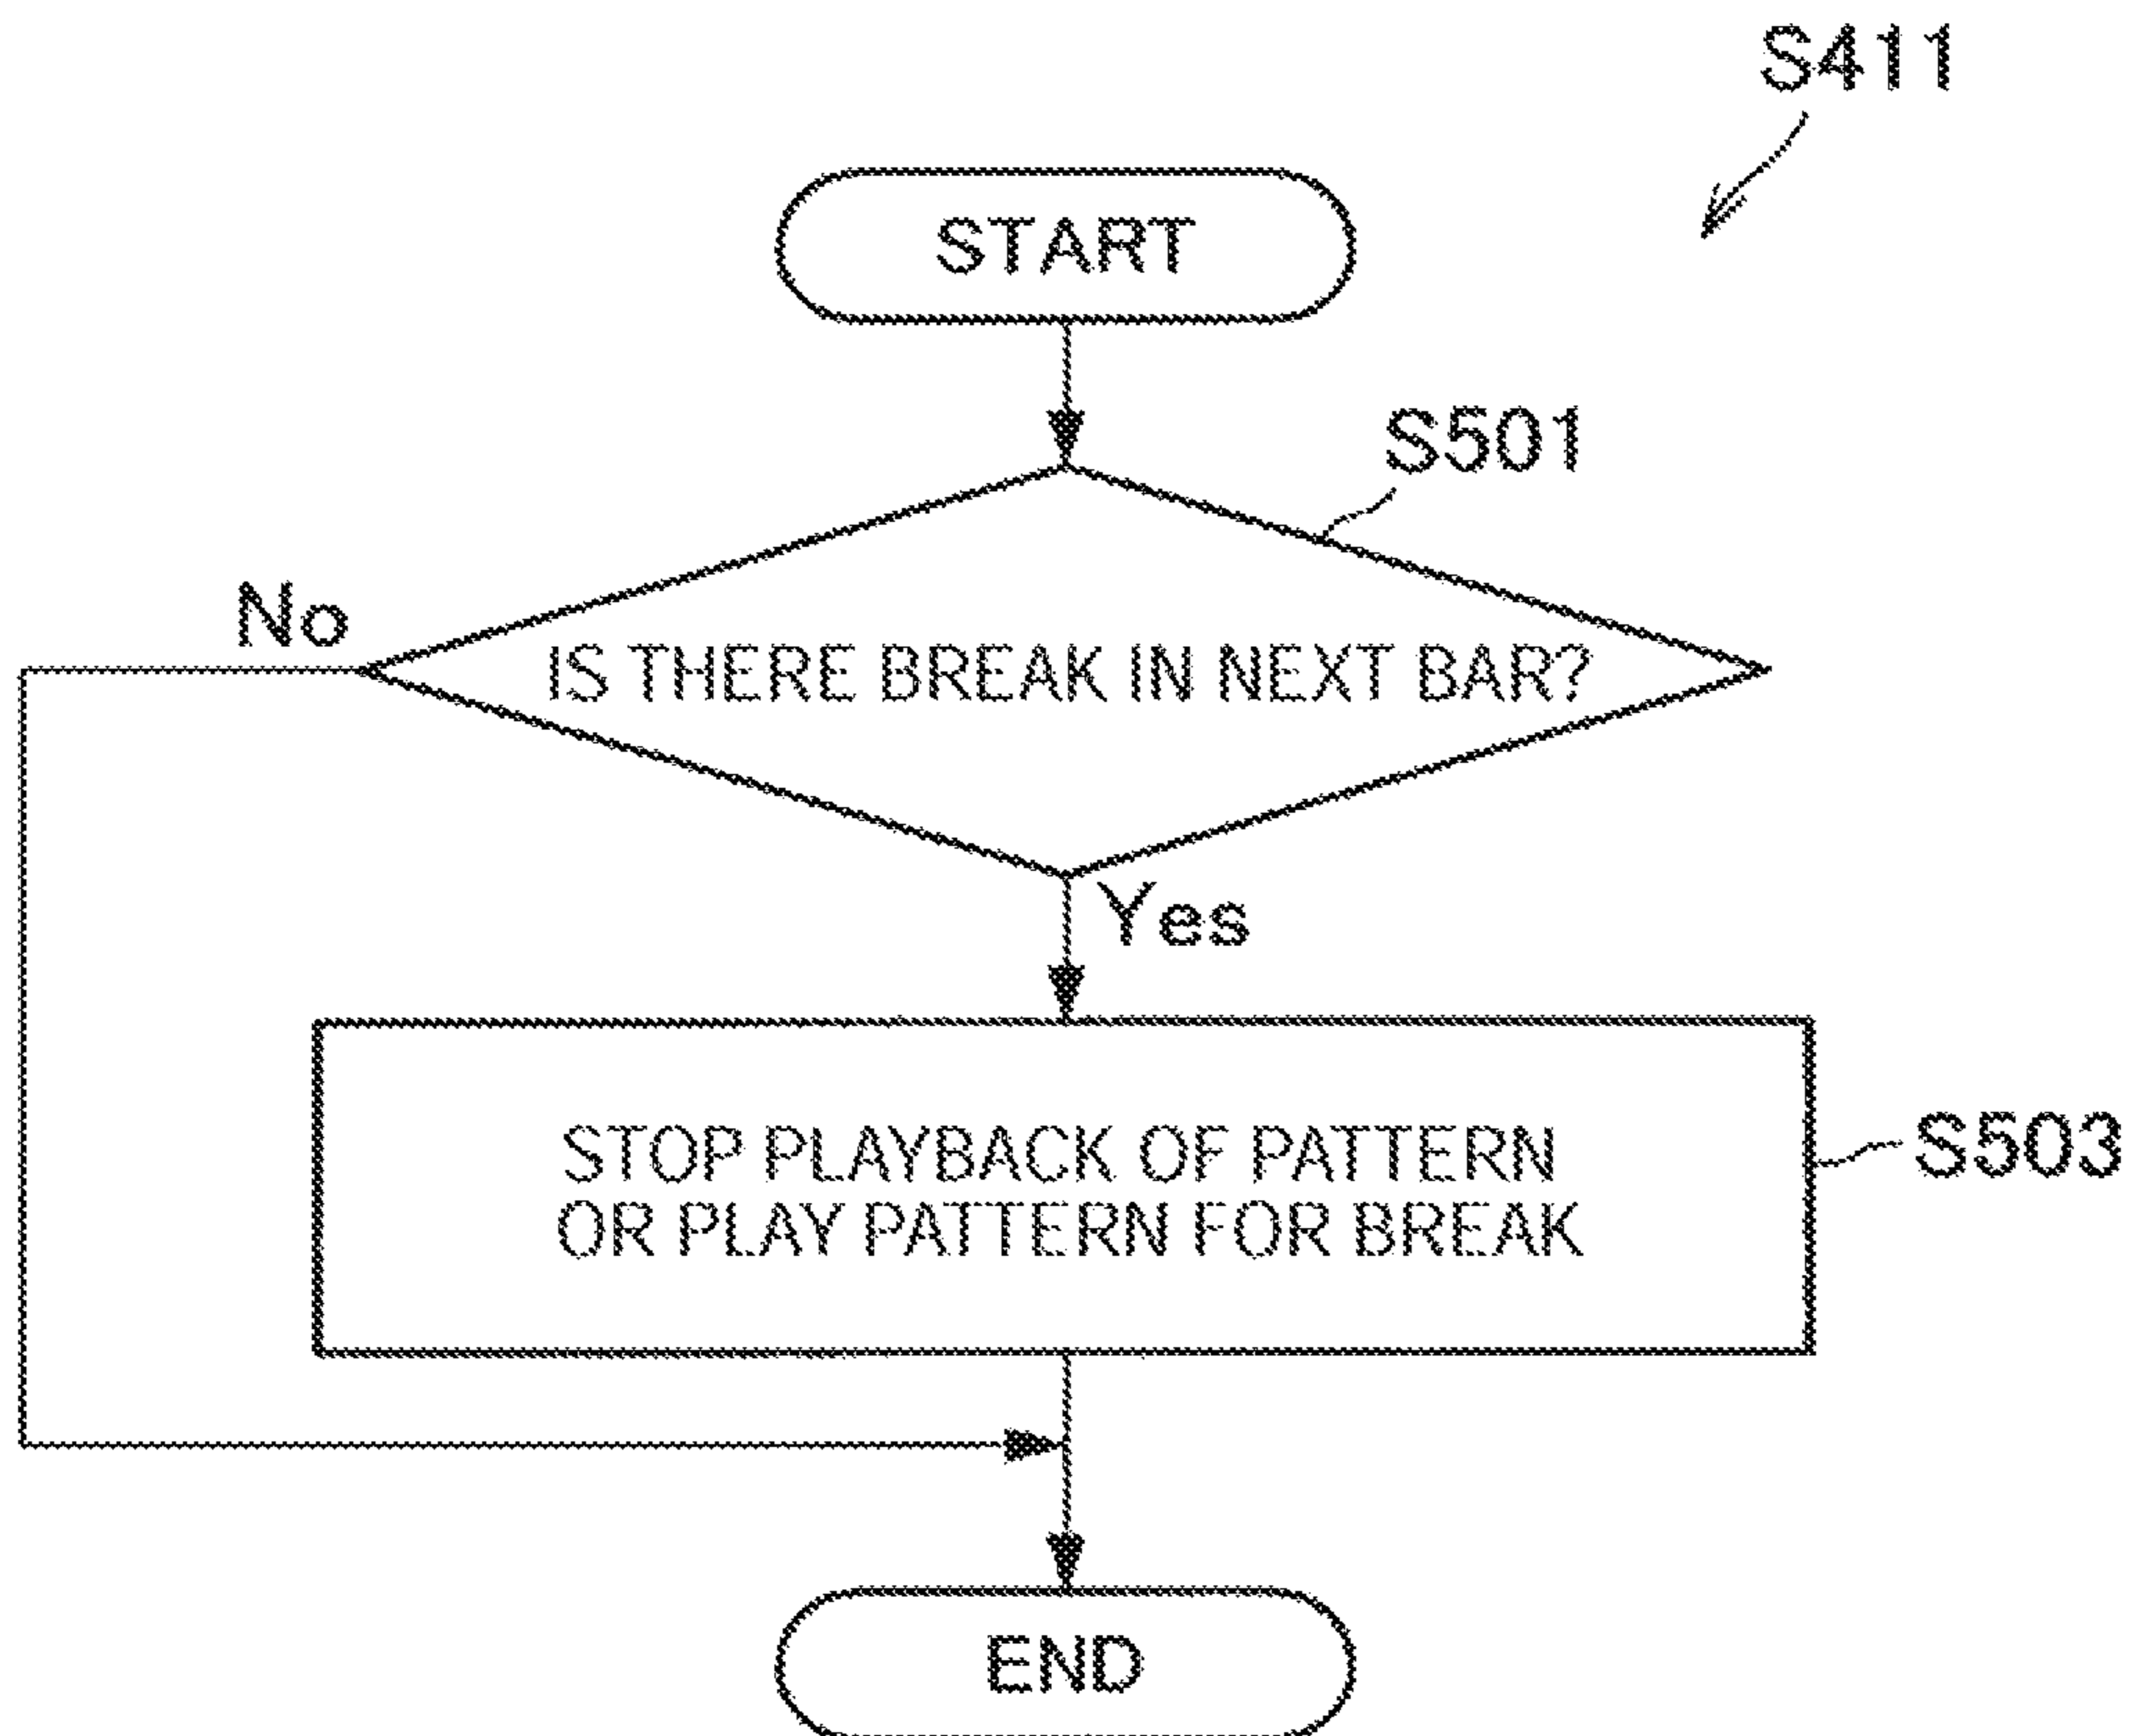 S411
START
S501
No
IS THERE BREAK IN NEXT BAR?
Yes
STOP PLAYBACK OF PATTERN
OR PLAY PATTERN FOR BREAK
S503
END